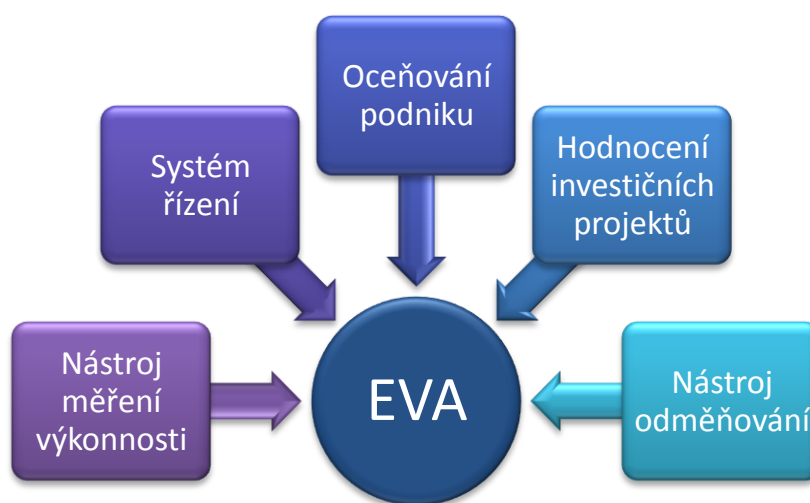 Oceňování
podniku
Systém
řízení
Hodnocení
investičních
projektů
Nástroj
měření
výkonnosti
EVA
Nástroj
odměňování